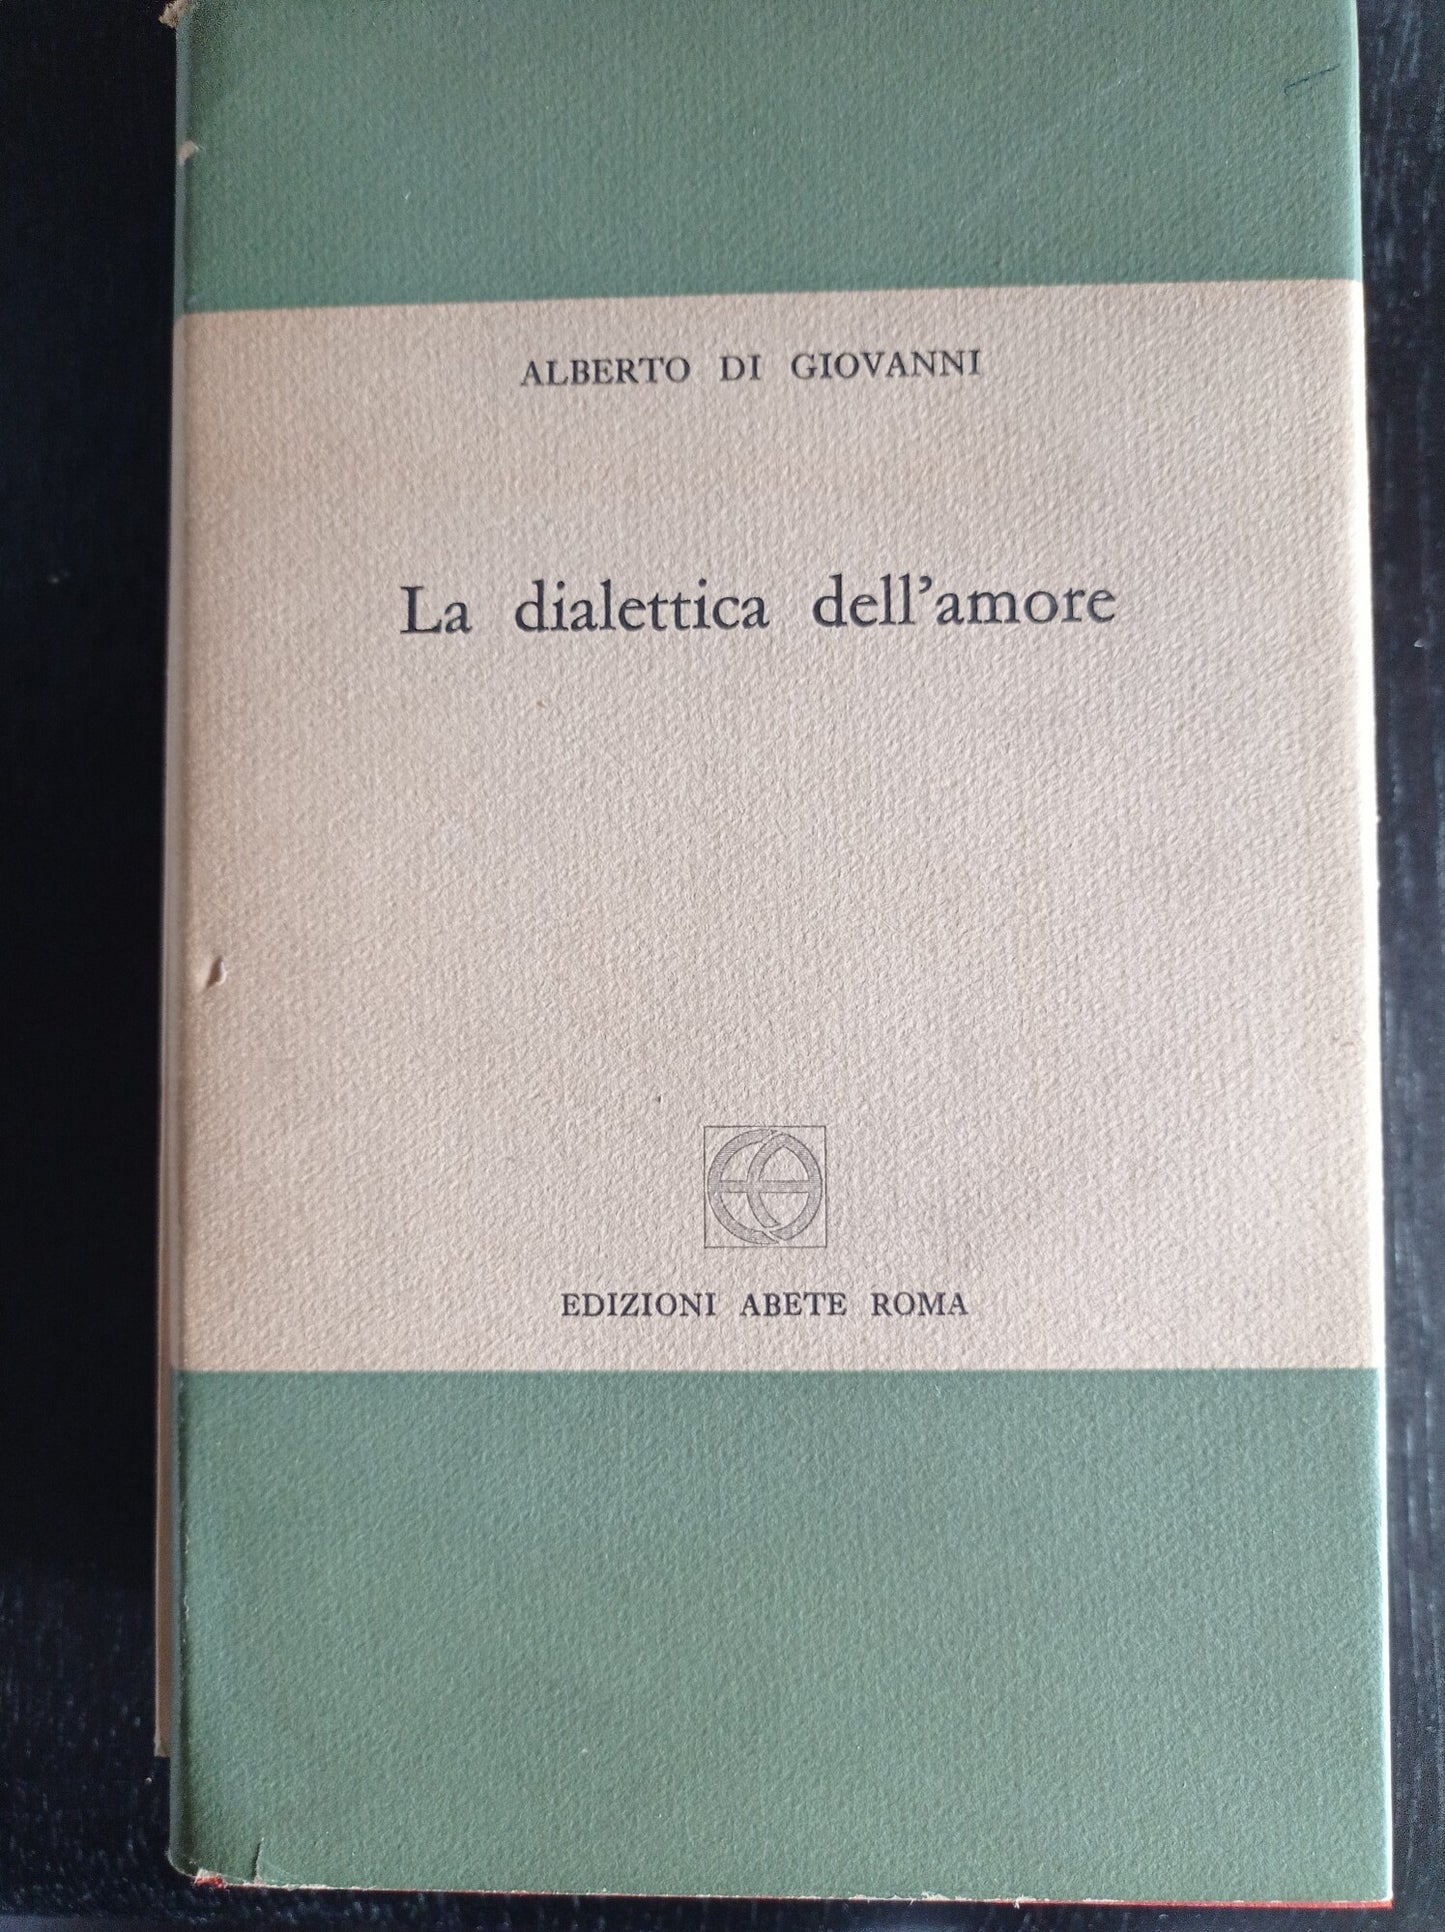 ALBERTO DI GIOVANNI
La dialettica dell’amore
EDIZIONI ABETE ROMA